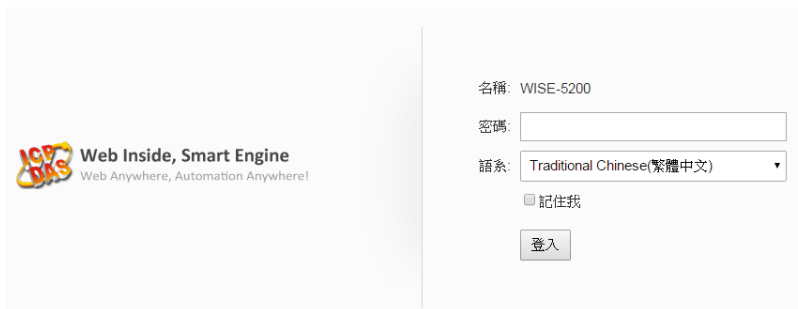 ICP
DAS
Web Inside, Smart Engine
Web Anywhere, Automation Anywhere!
名稱: WISE-5200
密碼:
語系: Traditional Chinese(繁體中文)
記住我
登入